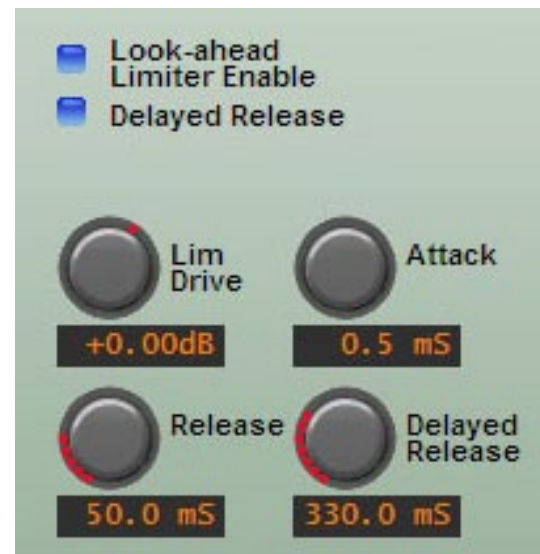 Look-ahead
Limiter Enable
Delayed Release
Lim
Drive
Attack
+0.00dB
0.5 mS
Release
Delayed
Release
50.0 mS
330.0 mS